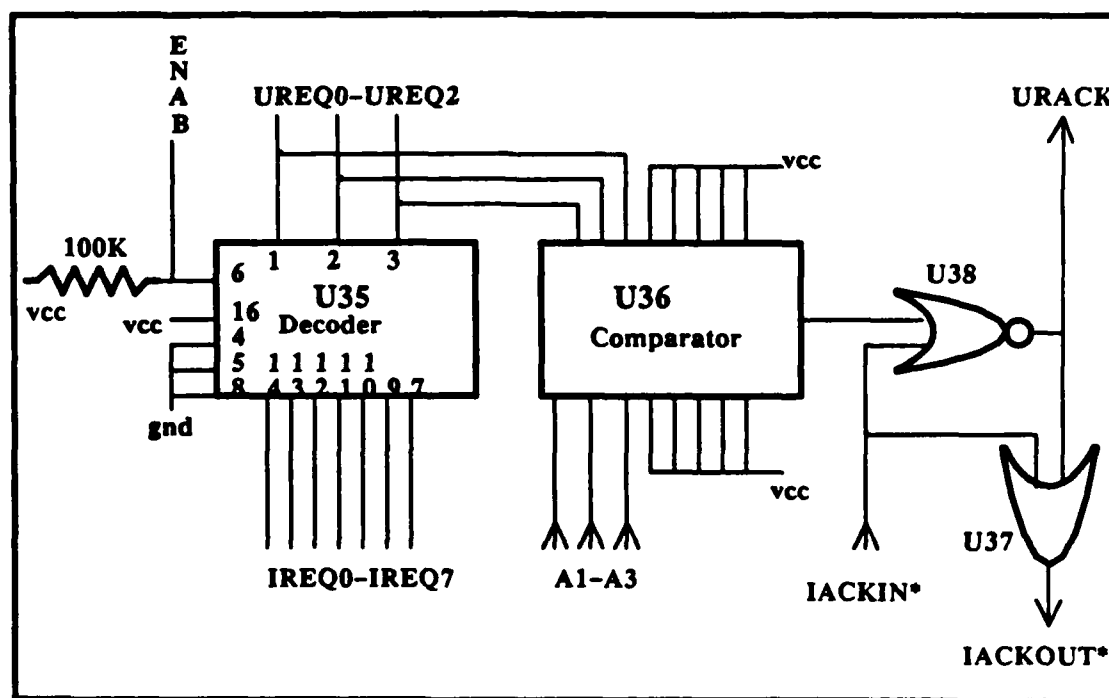 ENAB
UREQ0-UREQ2
URACK
vcc
100K
vcc
vcc
6
16
4
5
8
1 2 3
U35
Decoder
1 1 1 1 1
4 3 2 1 0 9 7
gnd
IREQ0-IREQ7
U36
Comparator
vcc
A1-A3
U38
U37
IACKIN*
IACKOUT*